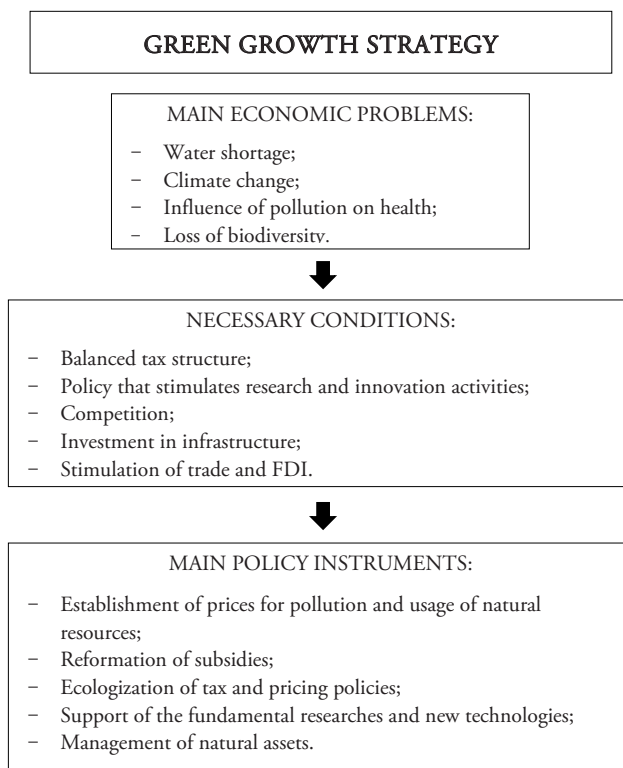 GREEN GROWTH STRATEGY
MAIN ECONOMIC PROBLEMS:
- Water shortage;
- Climate change;
- Influence of pollution on health;
- Loss of biodiversity.
NECESSARY CONDITIONS:
- Balanced tax structure;
- Policy that stimulates research and innovation activities;
- Competition;
- Investment in infrastructure;
- Stimulation of trade and FDI.
MAIN POLICY INSTRUMENTS:
- Establishment of prices for pollution and usage of natural
resources;
- Reformation of subsidies;
- Ecologization of tax and pricing policies;
- Support of the fundamental researches and new technologies;
- Management of natural assets.